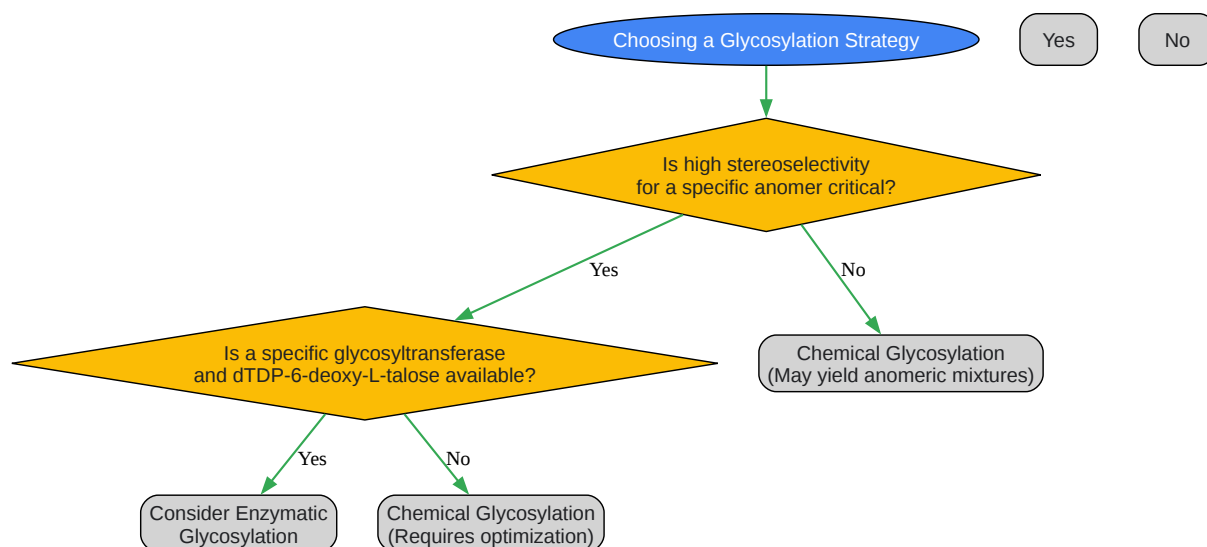 Choosing a Glycosylation Strategy
Yes
No
Is high stereoselectivity
for a specific anomer critical?
Yes
No
Is a specific glycosyltransferase
and dTDP-6-deoxy-L-talose available?
Chemical Glycosylation
(May yield anomeric mixtures)
Yes
No
Consider Enzymatic
Glycosylation
Chemical Glycosylation
(Requires optimization)